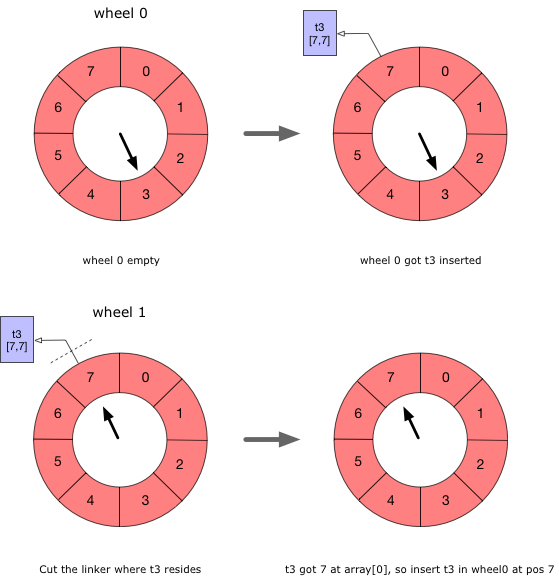 wheel 0
t3
[7,7]
7 0
6 1
5 2
4 3
7 0
6 1
5 2
4 3
wheel 0 empty
wheel 0 got t3 inserted
wheel 1
t3
[7,7]
7 0
6 1
5 2
4 3
7 0
6 1
5 2
4 3
Cut the linker where t3 resides
t3 got 7 at array[0], so insert t3 in wheel0 at pos 7